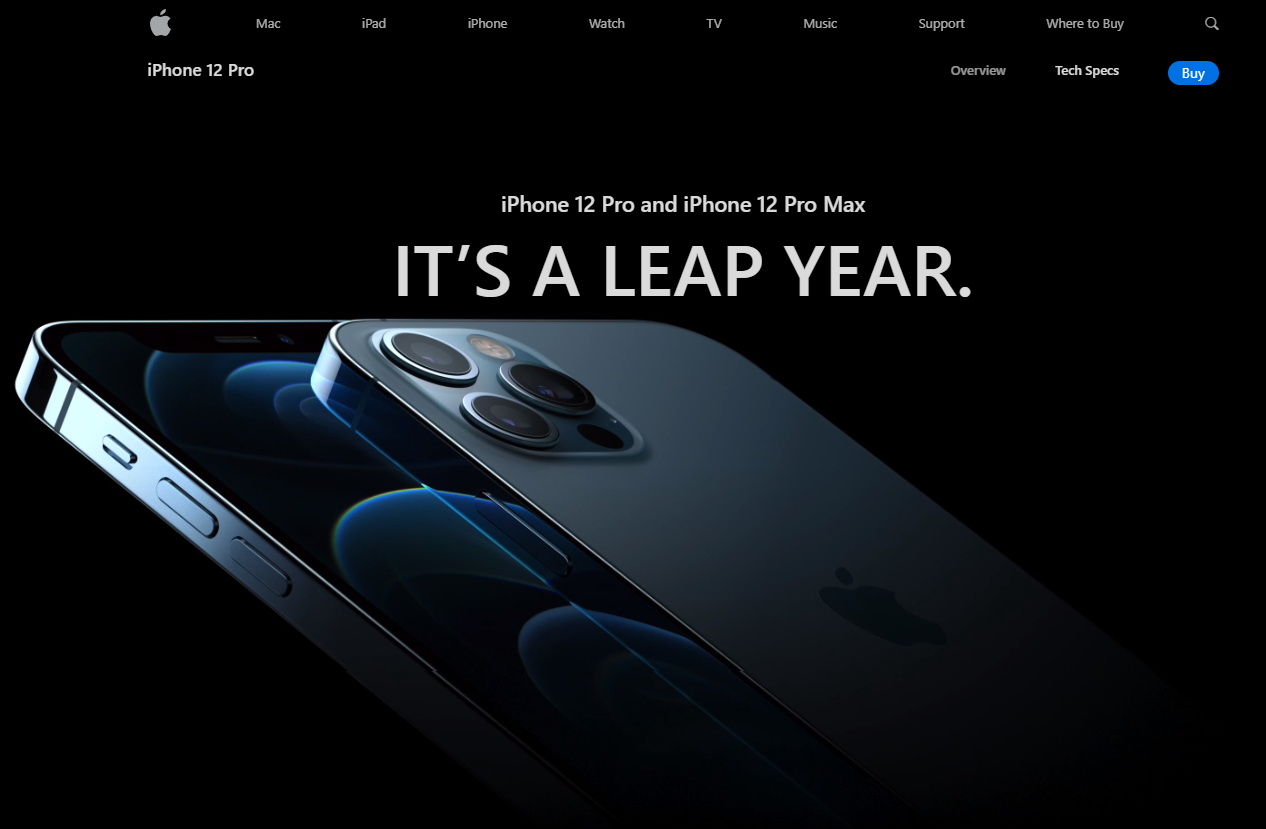 Mac iPad iPhone Watch TV Music Support Where to Buy
iPhone 12 Pro Overview Tech Specs Buy
iPhone 12 Pro and iPhone 12 Pro Max
IT’S A LEAP YEAR.